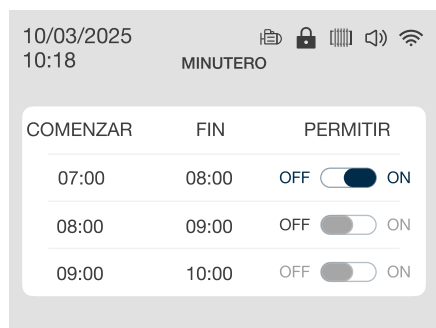 10/03/2025
10:18
MINUTERO
COMENZAR FIN PERMITIR
07:00 08:00 OFF ON
08:00 09:00 OFF ON
09:00 10:00 OFF ON